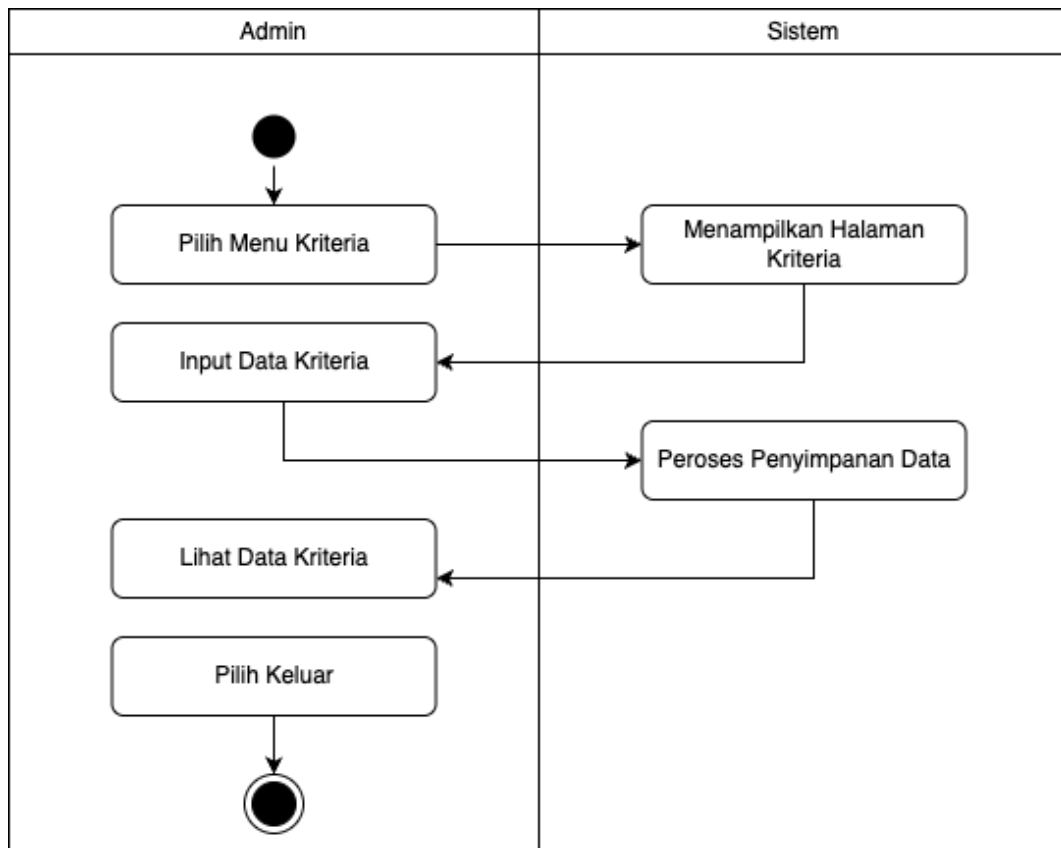 Admin
Sistem
Pilih Menu Kriteria
Menampilkan Halaman
Kriteria
Input Data Kriteria
Peroses Penyimpanan Data
Lihat Data Kriteria
Pilih Keluar